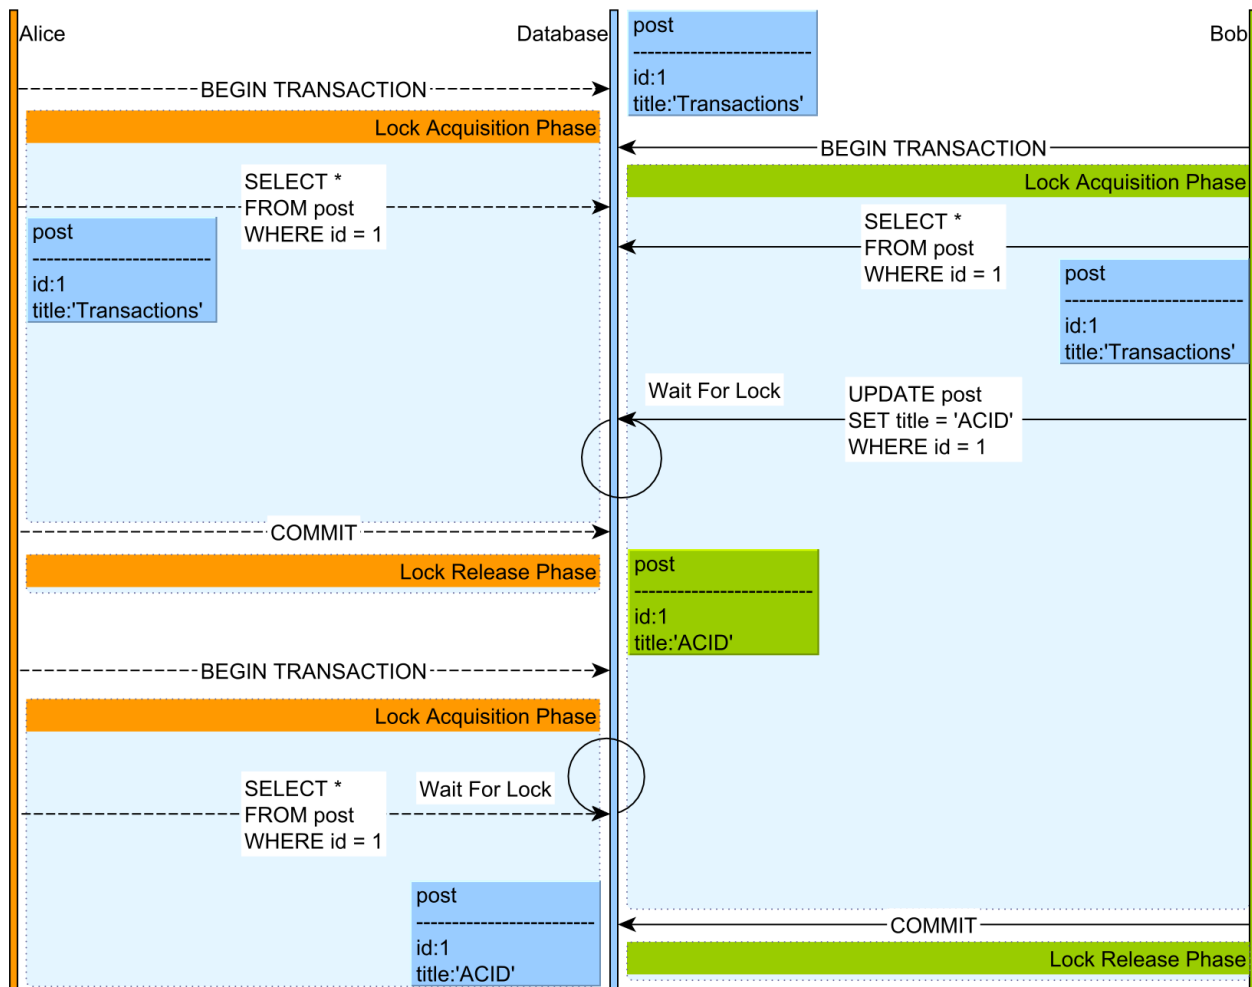 Alice
Database
Bob
post
-------------------------
id:1
title:'Transactions'
BEGIN TRANSACTION
Lock Acquisition Phase
BEGIN TRANSACTION
Lock Acquisition Phase
SELECT *
FROM post
WHERE id = 1
post
-------------------------
id:1
title:'Transactions'
SELECT *
FROM post
WHERE id = 1
post
-------------------------
id:1
title:'Transactions'
Wait For Lock
UPDATE post
SET title = 'ACID'
WHERE id = 1
COMMIT
Lock Release Phase
post
-------------------------
id:1
title:'ACID'
BEGIN TRANSACTION
Lock Acquisition Phase
SELECT *
FROM post
WHERE id = 1
Wait For Lock
post
-------------------------
id:1
title:'ACID'
COMMIT
Lock Release Phase